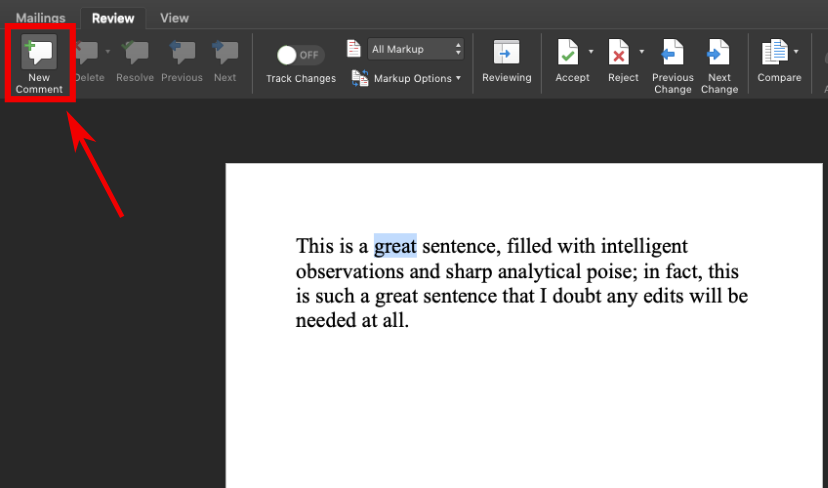 Mailings Review View
New Comment
Delete
Resolve
Previous
Next
OFF
Track Changes
All Markup
Markup Options
Reviewing
Accept
Reject
Previous Change
Next Change
Compare
This is a great sentence, filled with intelligent
observations and sharp analytical poise; in fact, this
is such a great sentence that I doubt any edits will be
needed at all.